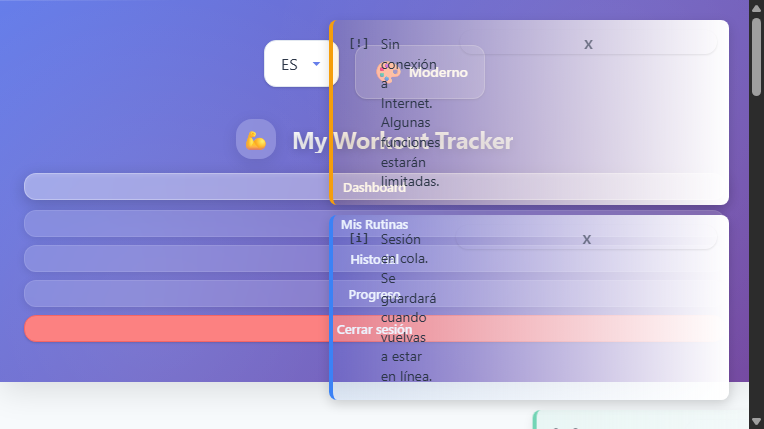 ES
Moderno
My Workout Tracker
Dashboard
Mis Rutinas
Historial
Progreso
Cerrar sesión
[!]
Sin
conexión
a
Internet.
Algunas
funciones
estarán
limitadas.
X
[i]
Sesión
en cola.
Se
guardará
cuando
vuelvas
a estar
en línea.
X